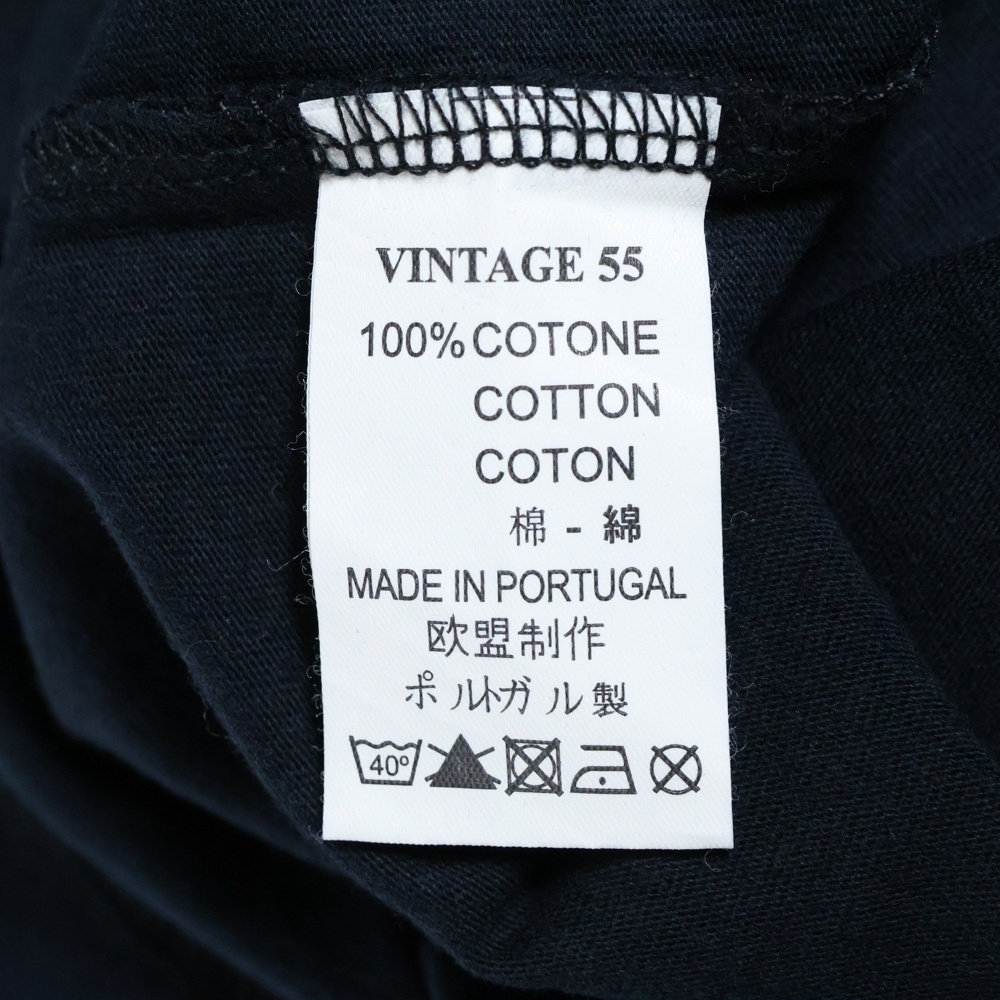 VINTAGE 55
100% COTONE
COTTON
COTON
棉 - 綿
MADE IN PORTUGAL
欧盟制作
ポルトガル製
40º